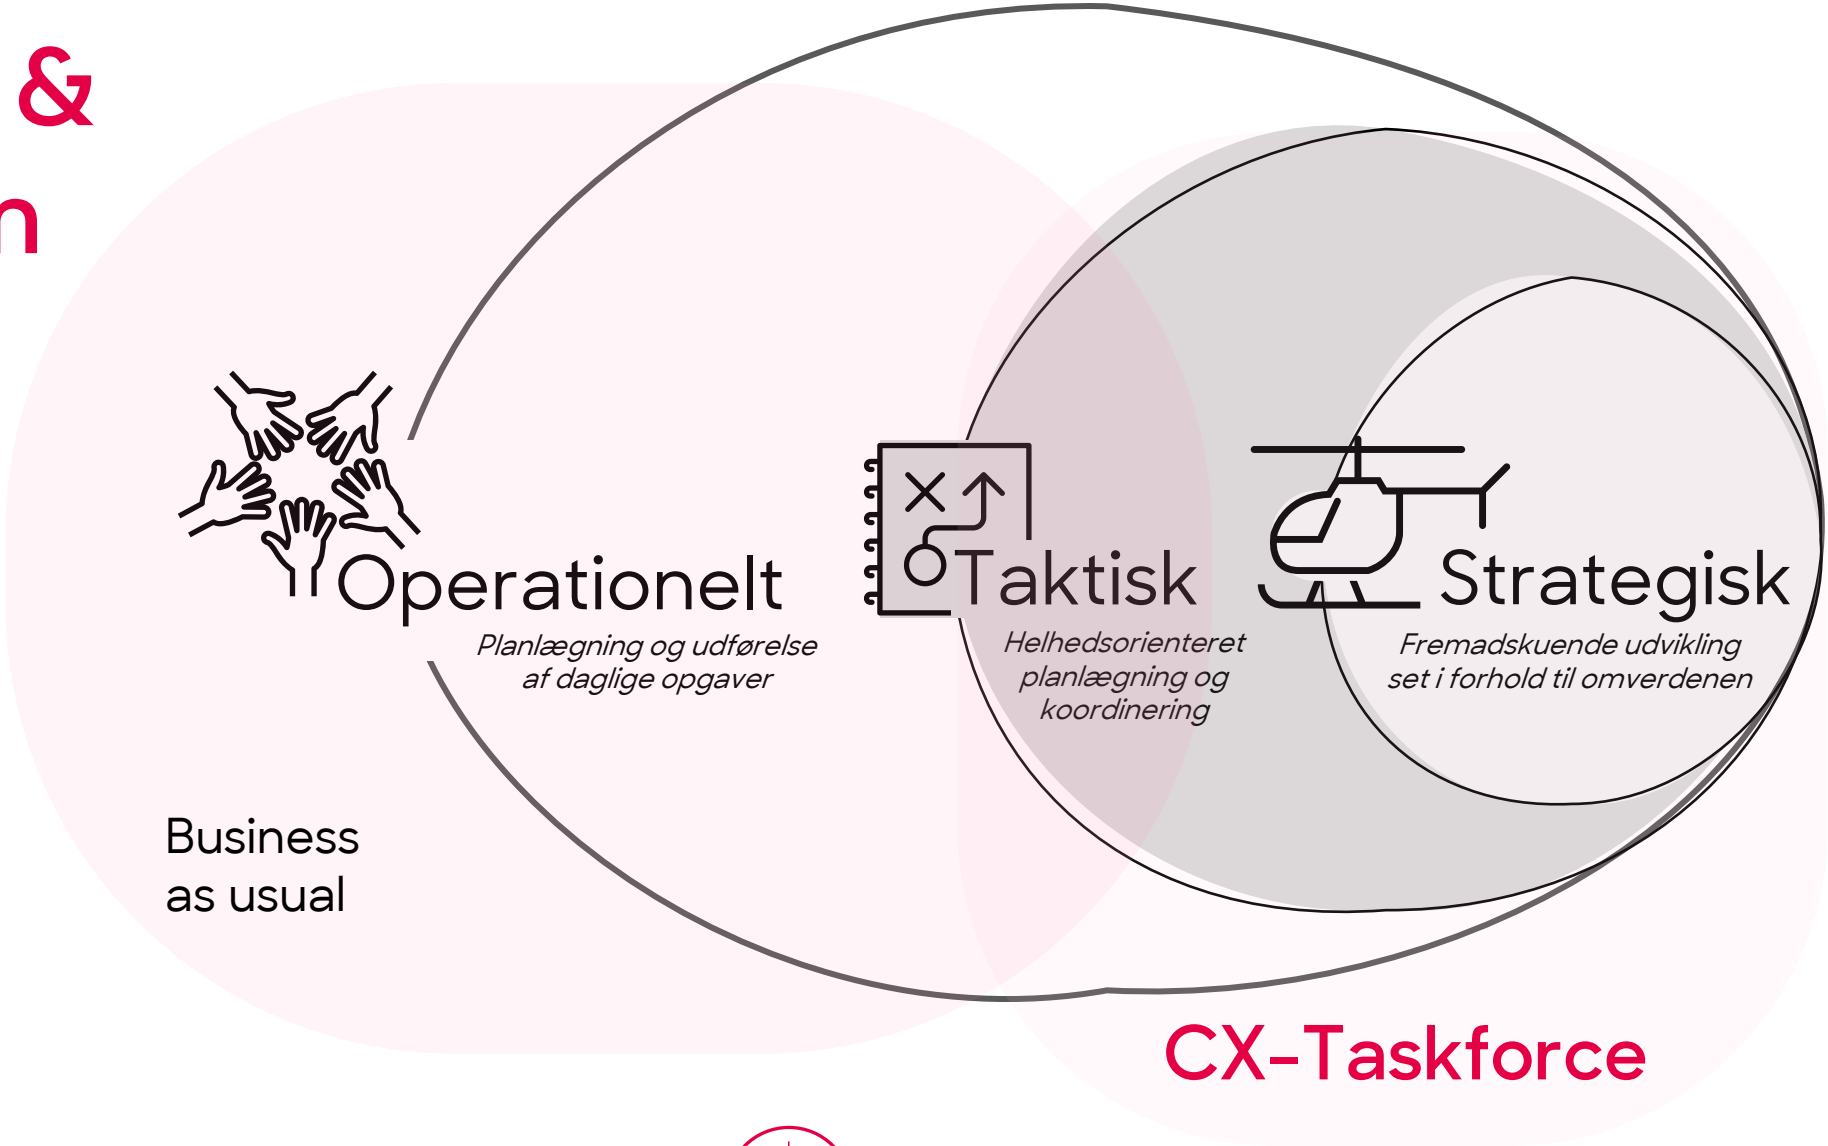 &
n
Operationelt
Planlægning og udførelse
af daglige opgaver
Taktisk
Helhedsorienteret
planlægning og
koordinering
Strategisk
Fremadskuende udvikling
set i forhold til omverdenen
Business
as usual
CX-Taskforce